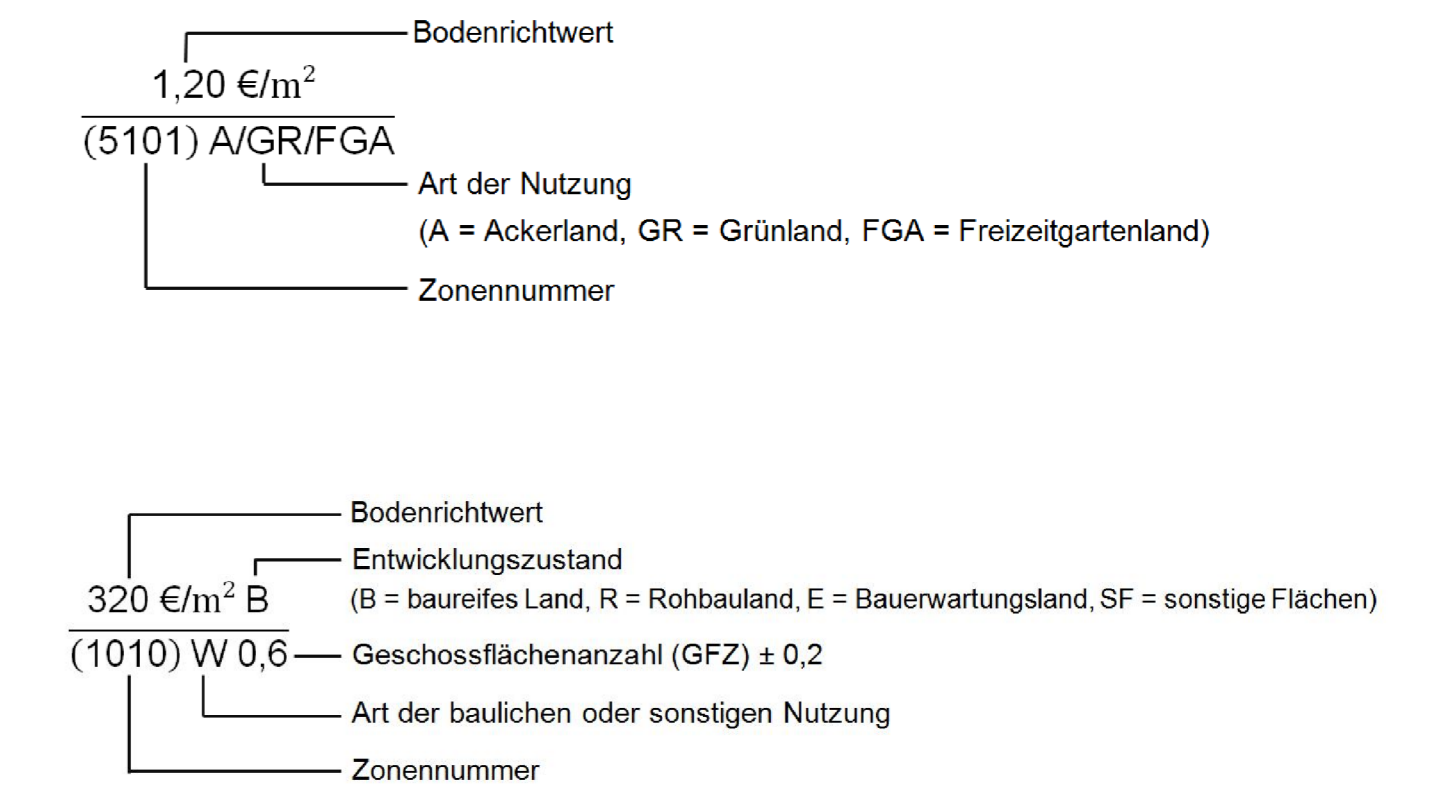 Bodenrichtwert
1,20 €/m²
(5101) A/GR/FGA
Art der Nutzung
(A = Ackerland, GR = Grünland, FGA = Freizeitgartenland)
Zonennummer
Bodenrichtwert
Entwicklungszustand
320 €/m² B
(B = baureifes Land, R = Rohbauland, E = Bauerwartungsland, SF = sonstige Flächen)
(1010) W 0,6
Geschossflächenanzahl (GFZ) ± 0,2
Art der baulichen oder sonstigen Nutzung
Zonennummer